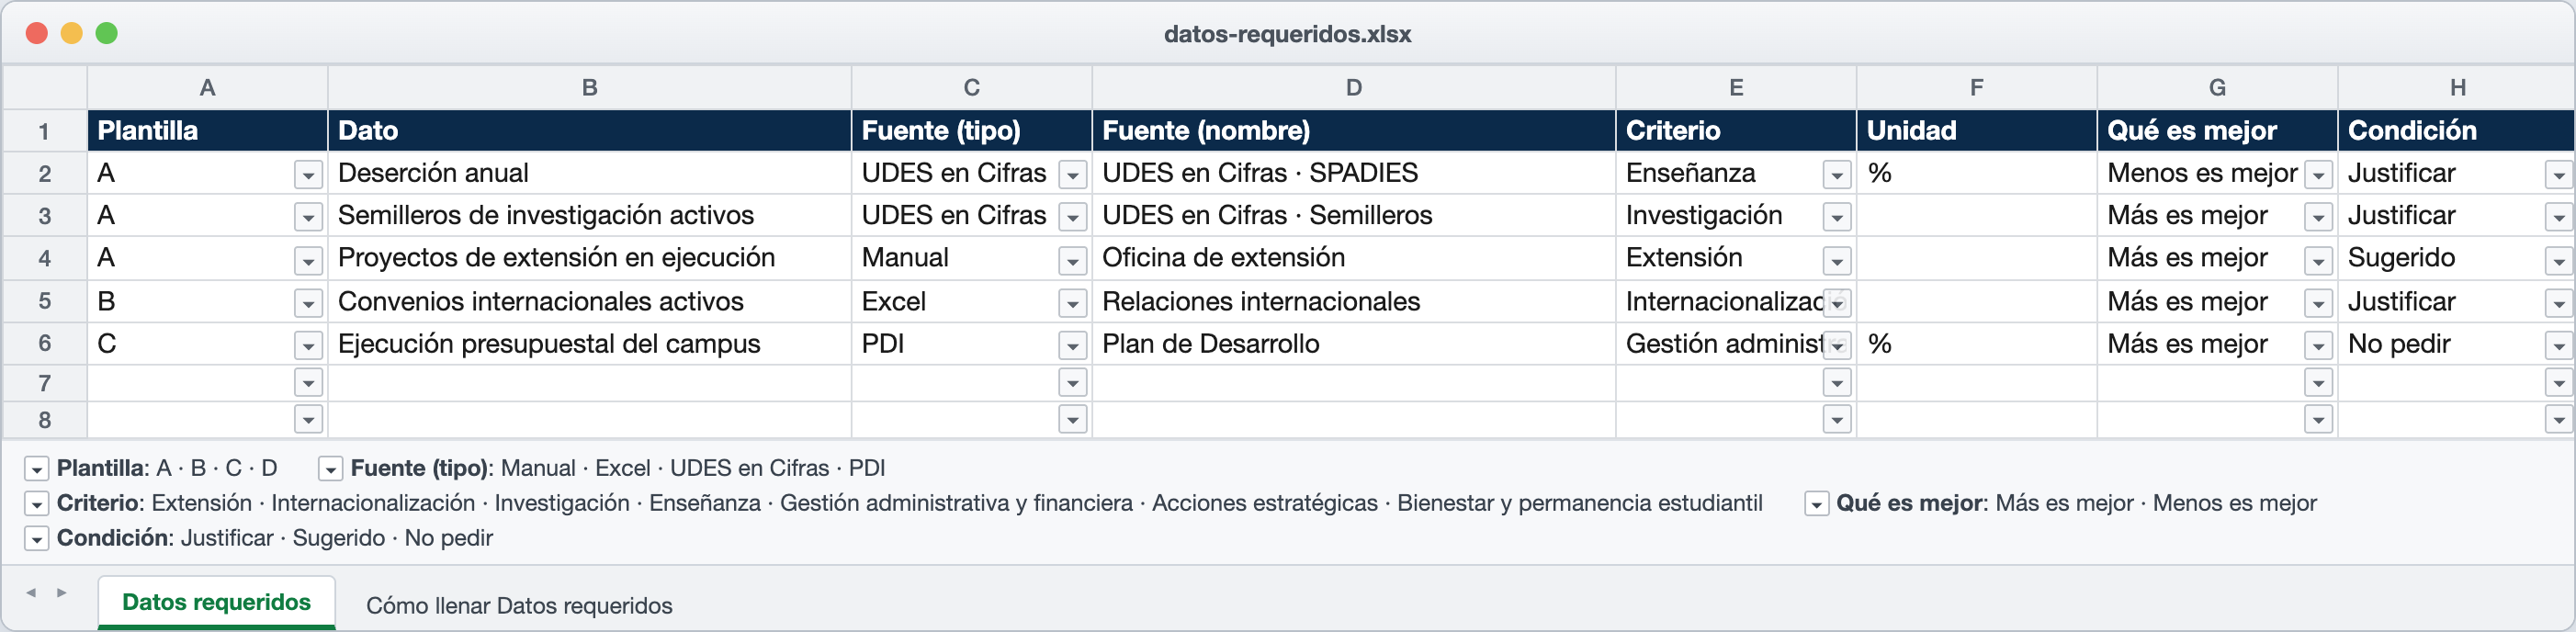 datos-requeridos.xlsx
A B C D E F G H
1 Plantilla Dato Fuente (tipo) Fuente (nombre) Criterio Unidad Qué es mejor Condición
2 A Deserción anual UDES en Cifras UDES en Cifras · SPADIES Enseñanza % Menos es mejor Justificar
3 A Semilleros de investigación activos UDES en Cifras UDES en Cifras · Semilleros Investigación Más es mejor Justificar
4 A Proyectos de extensión en ejecución Manual Oficina de extensión Extensión Más es mejor Sugerido
5 B Convenios internacionales activos Excel Relaciones internacionales Internacionalizació Más es mejor Justificar
6 C Ejecución presupuestal del campus PDI Plan de Desarrollo Gestión administra % Más es mejor No pedir
7
8
Plantilla: A · B · C · D Fuente (tipo): Manual · Excel · UDES en Cifras · PDI
Criterio: Extensión · Internacionalización · Investigación · Enseñanza · Gestión administrativa y financiera · Acciones estratégicas · Bienestar y permanencia estudiantil Qué es mejor: Más es mejor · Menos es mejor
Condición: Justificar · Sugerido · No pedir
Datos requeridos Cómo llenar Datos requeridos